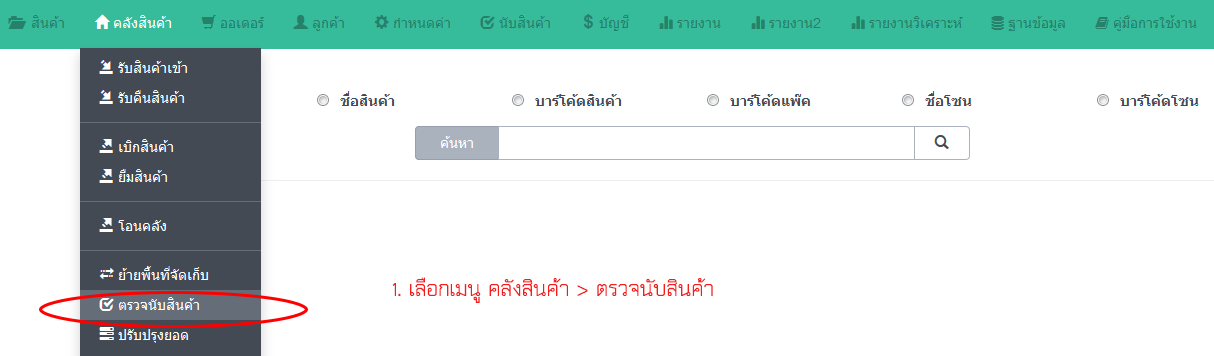 สินค้า คลังสินค้า ออเดอร์ ลูกค้า กำหนดค่า นับสินค้า บัญชี รายงาน รายงาน2 รายงานวิเคราะห์ ฐานข้อมูล คู่มือการใช้งาน
รับสินค้าเข้า
รับคืนสินค้า
เบิกสินค้า
ยืมสินค้า
โอนคลัง
ย้ายพื้นที่จัดเก็บ
ตรวจนับสินค้า
ปรับปรุงยอด
ชื่อสินค้า บาร์โค้ดสินค้า บาร์โค้ดแพ๊ค ชื่อโซน บาร์โค้ดโซน
ค้นหา
1. เลือกเมนู คลังสินค้า > ตรวจนับสินค้า